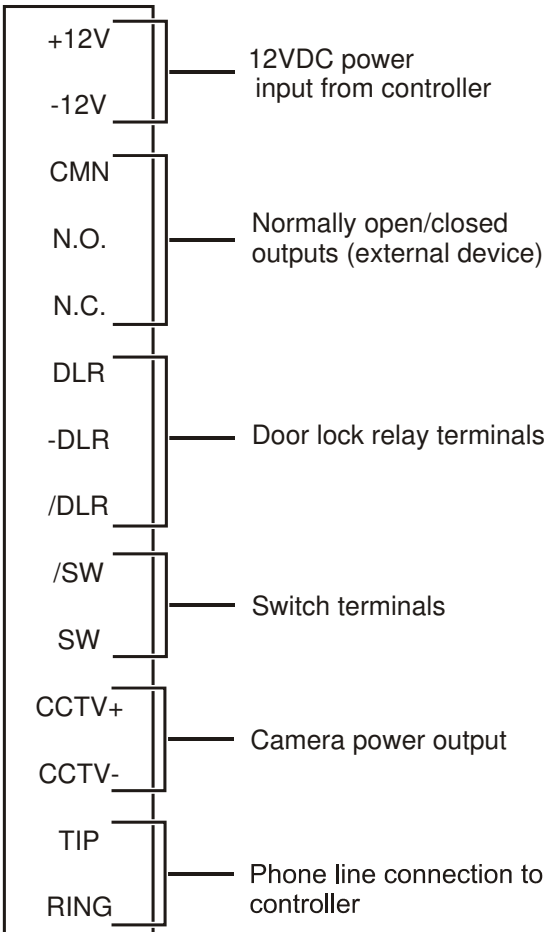 +12V
-12V
12VDC power
input from controller
CMN
N.O.
N.C.
Normally open/closed
outputs (external device)
DLR
-DLR
/DLR
Door lock relay terminals
/SW
SW
Switch terminals
CCTV+
CCTV-
Camera power output
TIP
RING
Phone line connection to
controller